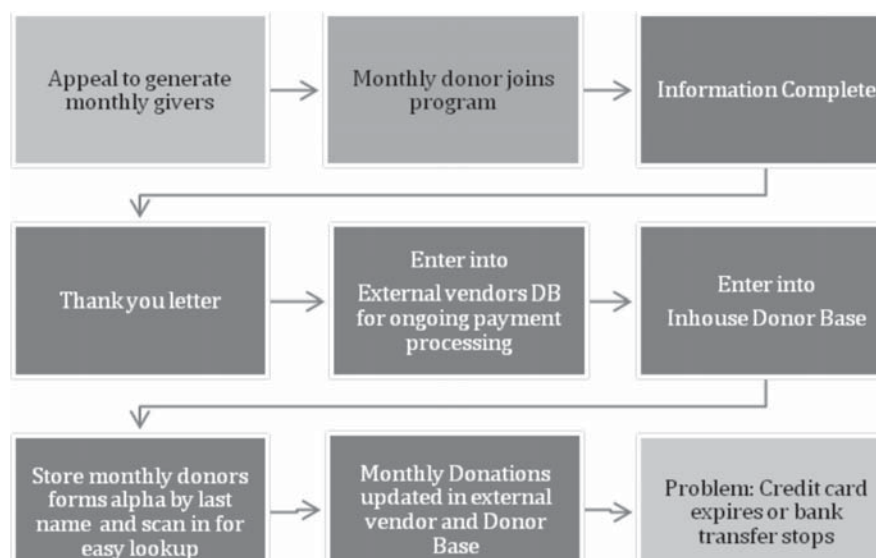 Appeal to generate
monthly givers
Monthly donor joins
program
Information Complete
Thank you letter
Enter into
External vendors DB
for ongoing payment
processing
Enter into
Inhouse Donor Base
Store monthly donors
forms alpha by last
name and scan in for
easy lookup
Monthly Donations
updated in external
vendor and Donor
Base
Problem: Credit card
expires or bank
transfer stops